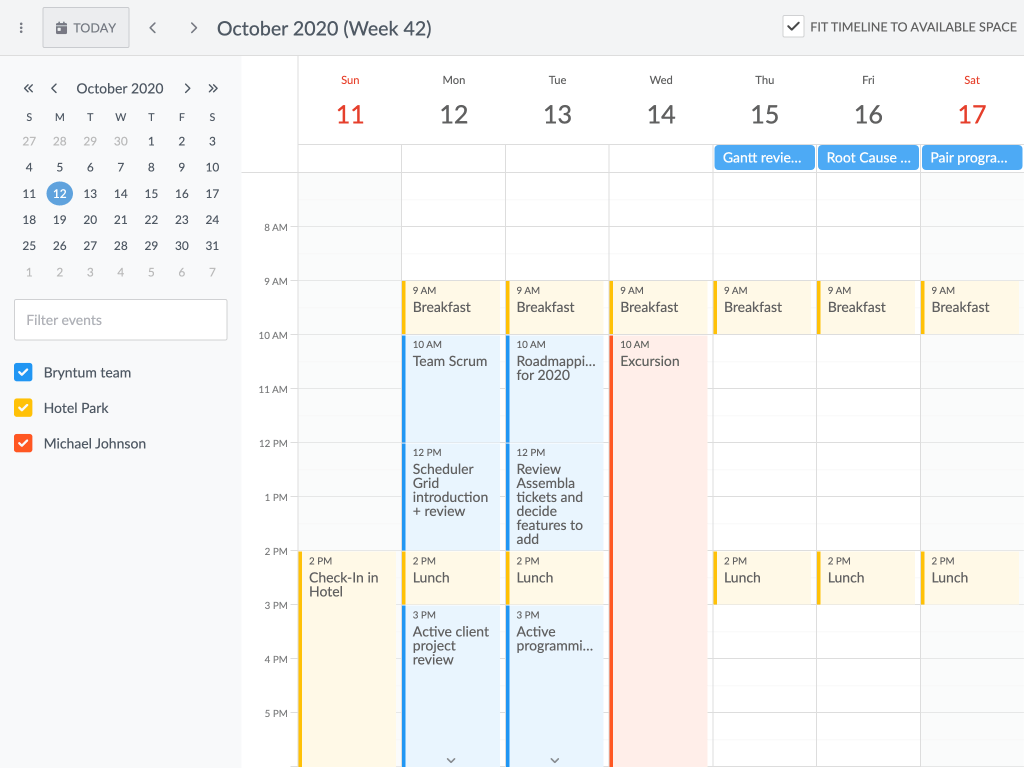 TODAY
October 2020 (Week 42)
FIT TIMELINE TO AVAILABLE SPACE
October 2020
S M T W T F S
27 28 29 30 1 2 3
4 5 6 7 8 9 10
11 12 13 14 15 16 17
18 19 20 21 22 23 24
25 26 27 28 29 30 31
1 2 3 4 5 6 7
Filter events
Bryntum team
Hotel Park
Michael Johnson
Sun Mon Tue Wed Thu Fri Sat
11 12 13 14 15 16 17
Gantt revie... Root Cause ... Pair progra...
8 AM
9 AM
10 AM
11 AM
12 PM
1 PM
2 PM
3 PM
4 PM
5 PM
2 PM
Check-In in
Hotel
9 AM
Breakfast
10 AM
Team Scrum
12 PM
Scheduler
Grid
introduction
+ review
2 PM
Lunch
3 PM
Active client
project
review
9 AM
Breakfast
10 AM
Roadmappi...
for 2020
12 PM
Review
Assembla
tickets and
decide
features to
add
2 PM
Lunch
3 PM
Active
programmi...
9 AM
Breakfast
10 AM
Excursion
9 AM
Breakfast
2 PM
Lunch
9 AM
Breakfast
2 PM
Lunch
9 AM
Breakfast
2 PM
Lunch